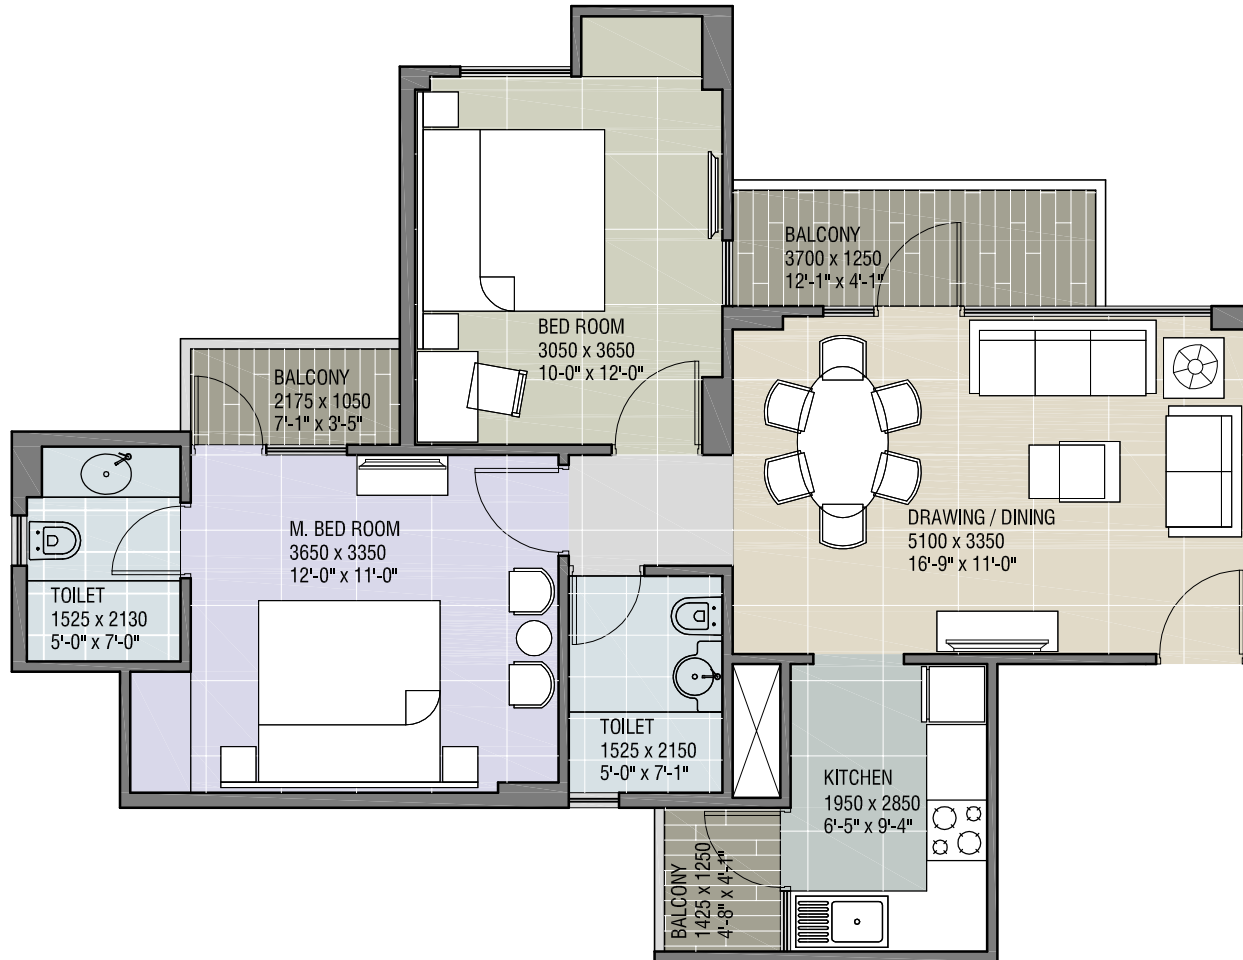 BALCONY
3700 x 1250
12'-1" x 4'-1"
BED ROOM
3050 x 3650
10-0" x 12'-0"
BALCONY
2175 x 1050
7'-1" x 3'-5"
M. BED ROOM
3650 x 3350
12'-0" x 11'-0"
DRAWING / DINING
5100 x 3350
16'-9" x 11'-0"
TOILET
1525 x 2130
5'-0" x 7'-0"
TOILET
1525 x 2150
5'-0" x 7'-1"
KITCHEN
1950 x 2850
6'-5" x 9'-4"
BALCONY
1425 x 1250
4'-8" x 4'-1"